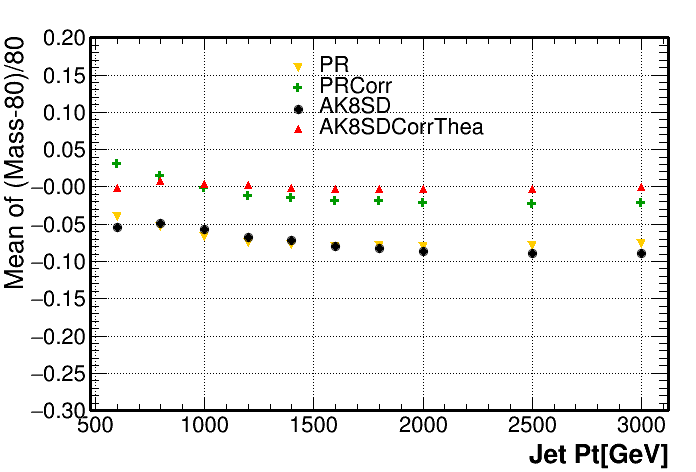 Mean of (Mass-80)/80
0.20
0.15
0.10
0.05
−0.00
−0.05
−0.10
−0.15
−0.20
−0.25
−0.30
PR
PRCorr
AK8SD
AK8SDCorrThea
500 1000 1500 2000 2500 3000
Jet Pt[GeV]